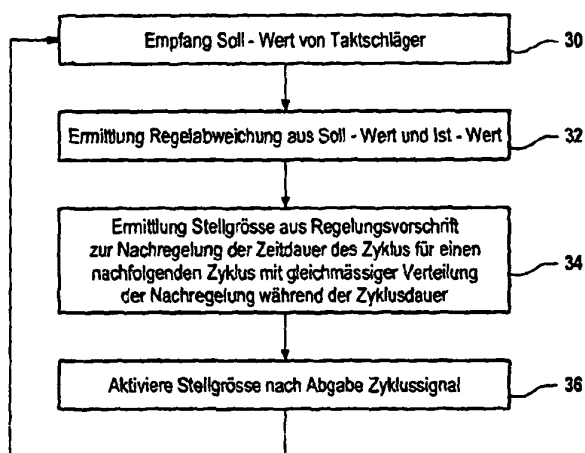 Empfang Soll - Wert von Taktschläger
30
Ermittlung Regelabweichung aus Soll - Wert und Ist - Wert
32
Ermittlung Stellgrösse aus Regelungsvorschrift
zur Nachregelung der Zeitdauer des Zyklus für einen
nachfolgenden Zyklus mit gleichmässiger Verteilung
der Nachregelung während der Zyklusdauer
34
Aktiviere Stellgrösse nach Abgabe Zyklussignal
36